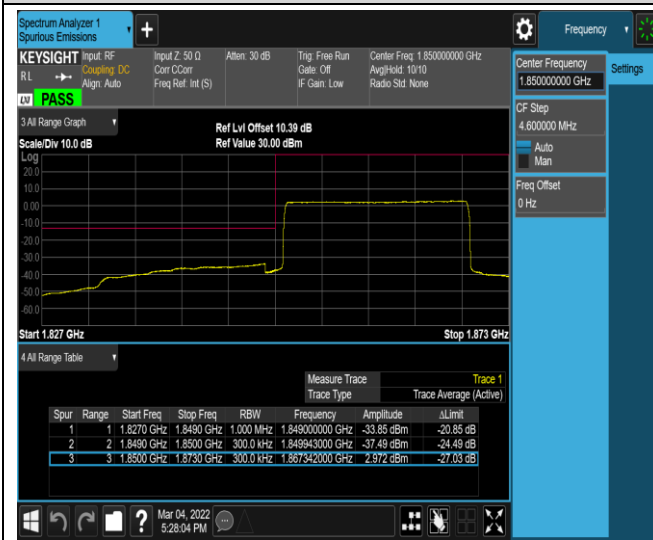 Spectrum Analyzer 1
Spurious Emissions
Frequency
KEYSIGHT
Input: RF
Coupling: DC
Align: Auto
Input Z: 50 Ω
Corr CCorr
Freq Ref: Int (S)
Atten: 30 dB
Trig: Free Run
Gate: Off
IF Gain: Low
Center Freq: 1.850000000 GHz
Avg|Hold: 10/10
Radio Std: None
R L
LXI
PASS
Center Frequency
1.850000000 GHz
Settings
CF Step
4.600000 MHz
Auto
Man
Freq Offset
0 Hz
3 All Range Graph
Scale/Div 10.0 dB
Ref Lvl Offset 10.39 dB
Ref Value 30.00 dBm
Log
20.0
10.0
0.00
-10.0
-20.0
-30.0
-40.0
-50.0
-60.0
Start 1.827 GHz
Stop 1.873 GHz
4 All Range Table
Measure Trace Trace 1
Trace Type Trace Average (Active)
Spur Range Start Freq Stop Freq RBW Frequency Amplitude ΔLimit
1 1 1.8270 GHz 1.8490 GHz 1.000 MHz 1.849000000 GHz -33.85 dBm -20.85 dB
2 2 1.8490 GHz 1.8500 GHz 300.0 kHz 1.849943000 GHz -37.49 dBm -24.49 dB
3 3 1.8500 GHz 1.8730 GHz 300.0 kHz 1.867342000 GHz 2.972 dBm -27.03 dB
Mar 04, 2022
5:28:04 PM